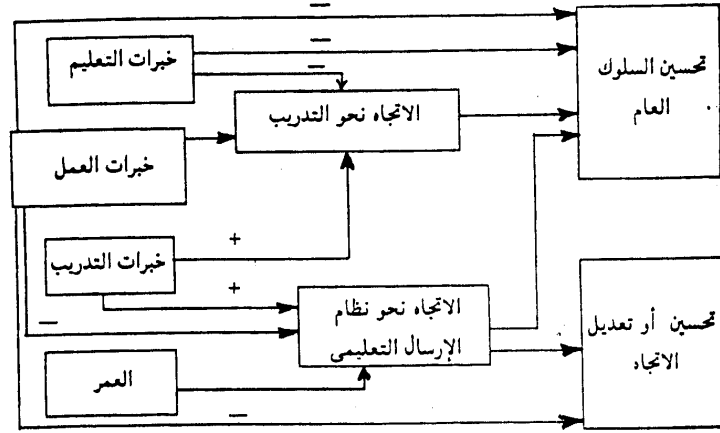 –
–
–
خبرات التعليم
تحسين السلوك
العام
الاتجاه نحو التدريب
خبرات العمل
+
خبرات التدريب
+
–
الاتجاه نحو نظام
الإرسال التعليمى
تحسين أو تعديل
الاتجاه
العمر
–